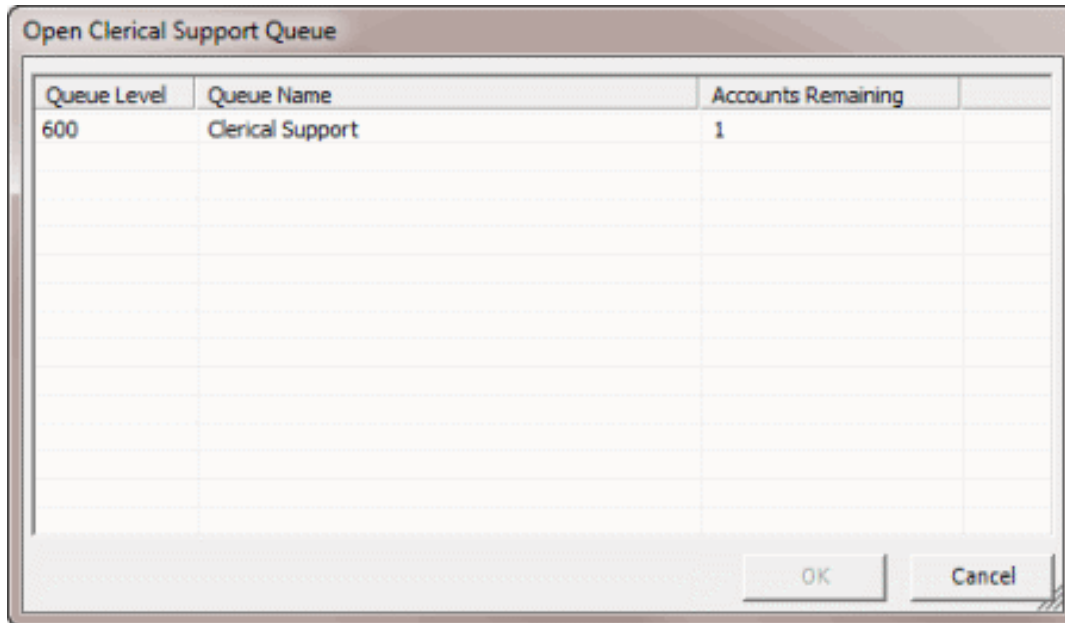 Open Clerical Support Queue
Queue Level Queue Name Accounts Remaining
600 Clerical Support 1
OK Cancel